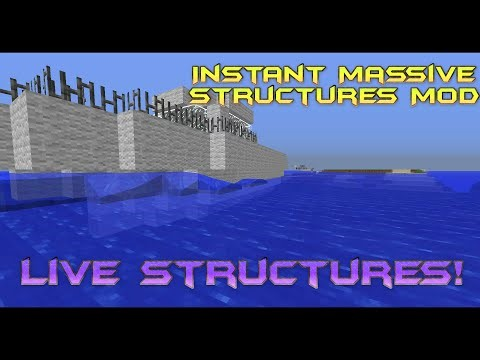 INSTANT MASSIVE
STRUCTURES MOD
LIVE STRUCTURES!